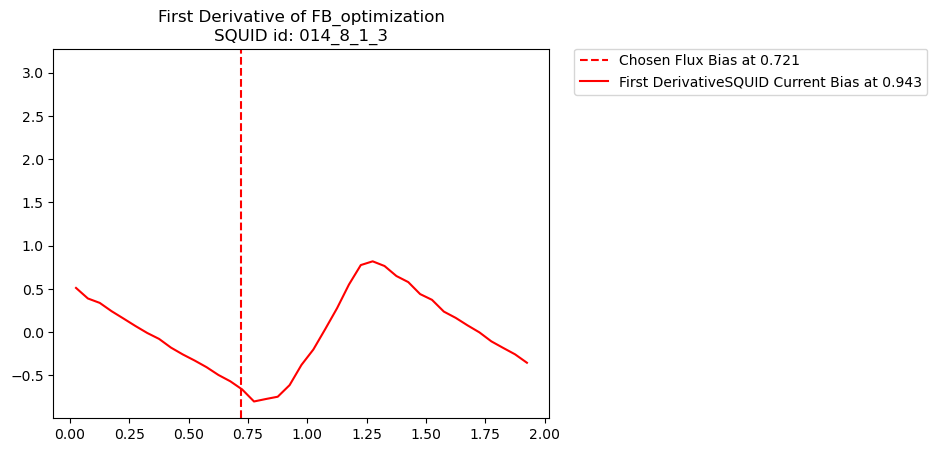 First Derivative of FB_optimization
SQUID id: 014_8_1_3
Chosen Flux Bias at 0.721
First DerivativeSQUID Current Bias at 0.943
3.0
2.5
2.0
1.5
1.0
0.5
0.0
−0.5
0.00 0.25 0.50 0.75 1.00 1.25 1.50 1.75 2.00